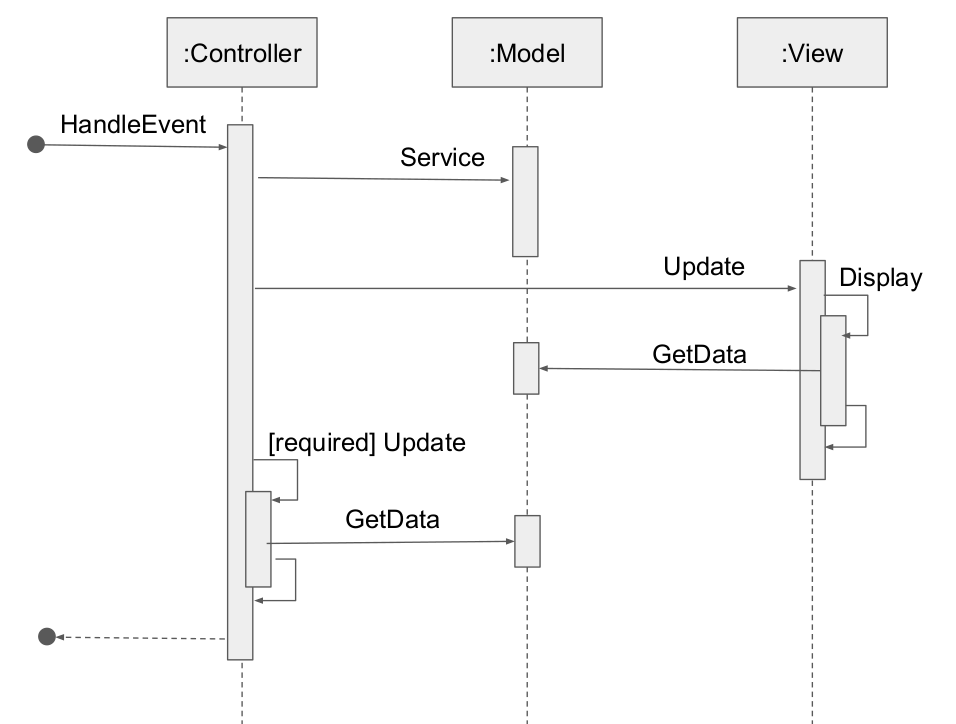 :Controller
:Model
:View
HandleEvent
Service
Update
Display
GetData
[required] Update
GetData